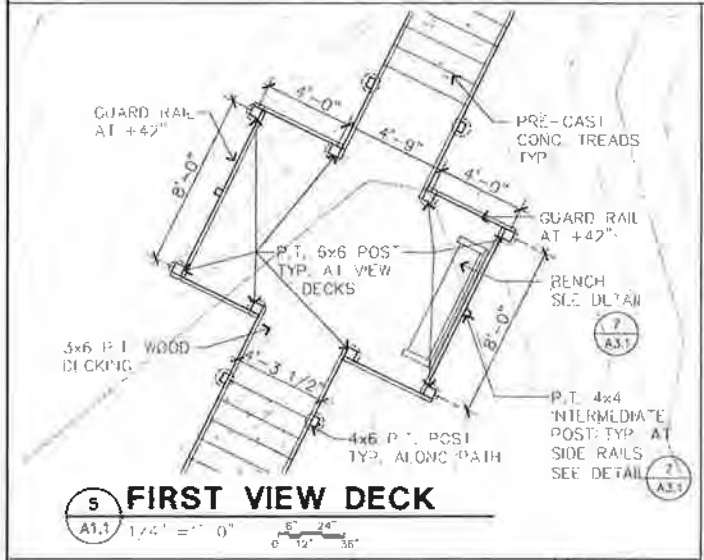 4'-0"
GUARD RAIL
AT +42"
4'-9"
PRE-CAST
CONC. TREADS
TYP
4'-0"
8'-0"
GUARD RAIL
AT +42"
P.T. 6x6 POST
TYP. AT VIEW
DECKS
BENCH
SEE DETAIL
7
A3.1
8'-0"
3x6 P.T. WOOD
DECKING
4'-3 1/2"
P.T. 4x4
INTERMEDIATE
POST TYP. AT
SIDE RAILS
SEE DETAIL
A3.1
4x6 P.T. POST
TYP. ALONG PATH
5
A1.1
FIRST VIEW DECK
1/4" = 1' 0"
6" 24"
0 12" 36"